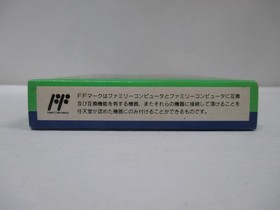 FFマークはファミリーコンピュータとファミリーコンピュータに互換
及び互換機能を有する機器、またそれらの機器に接続して頂けることを
任天堂が認めた機器にのみ付けることができるものです。